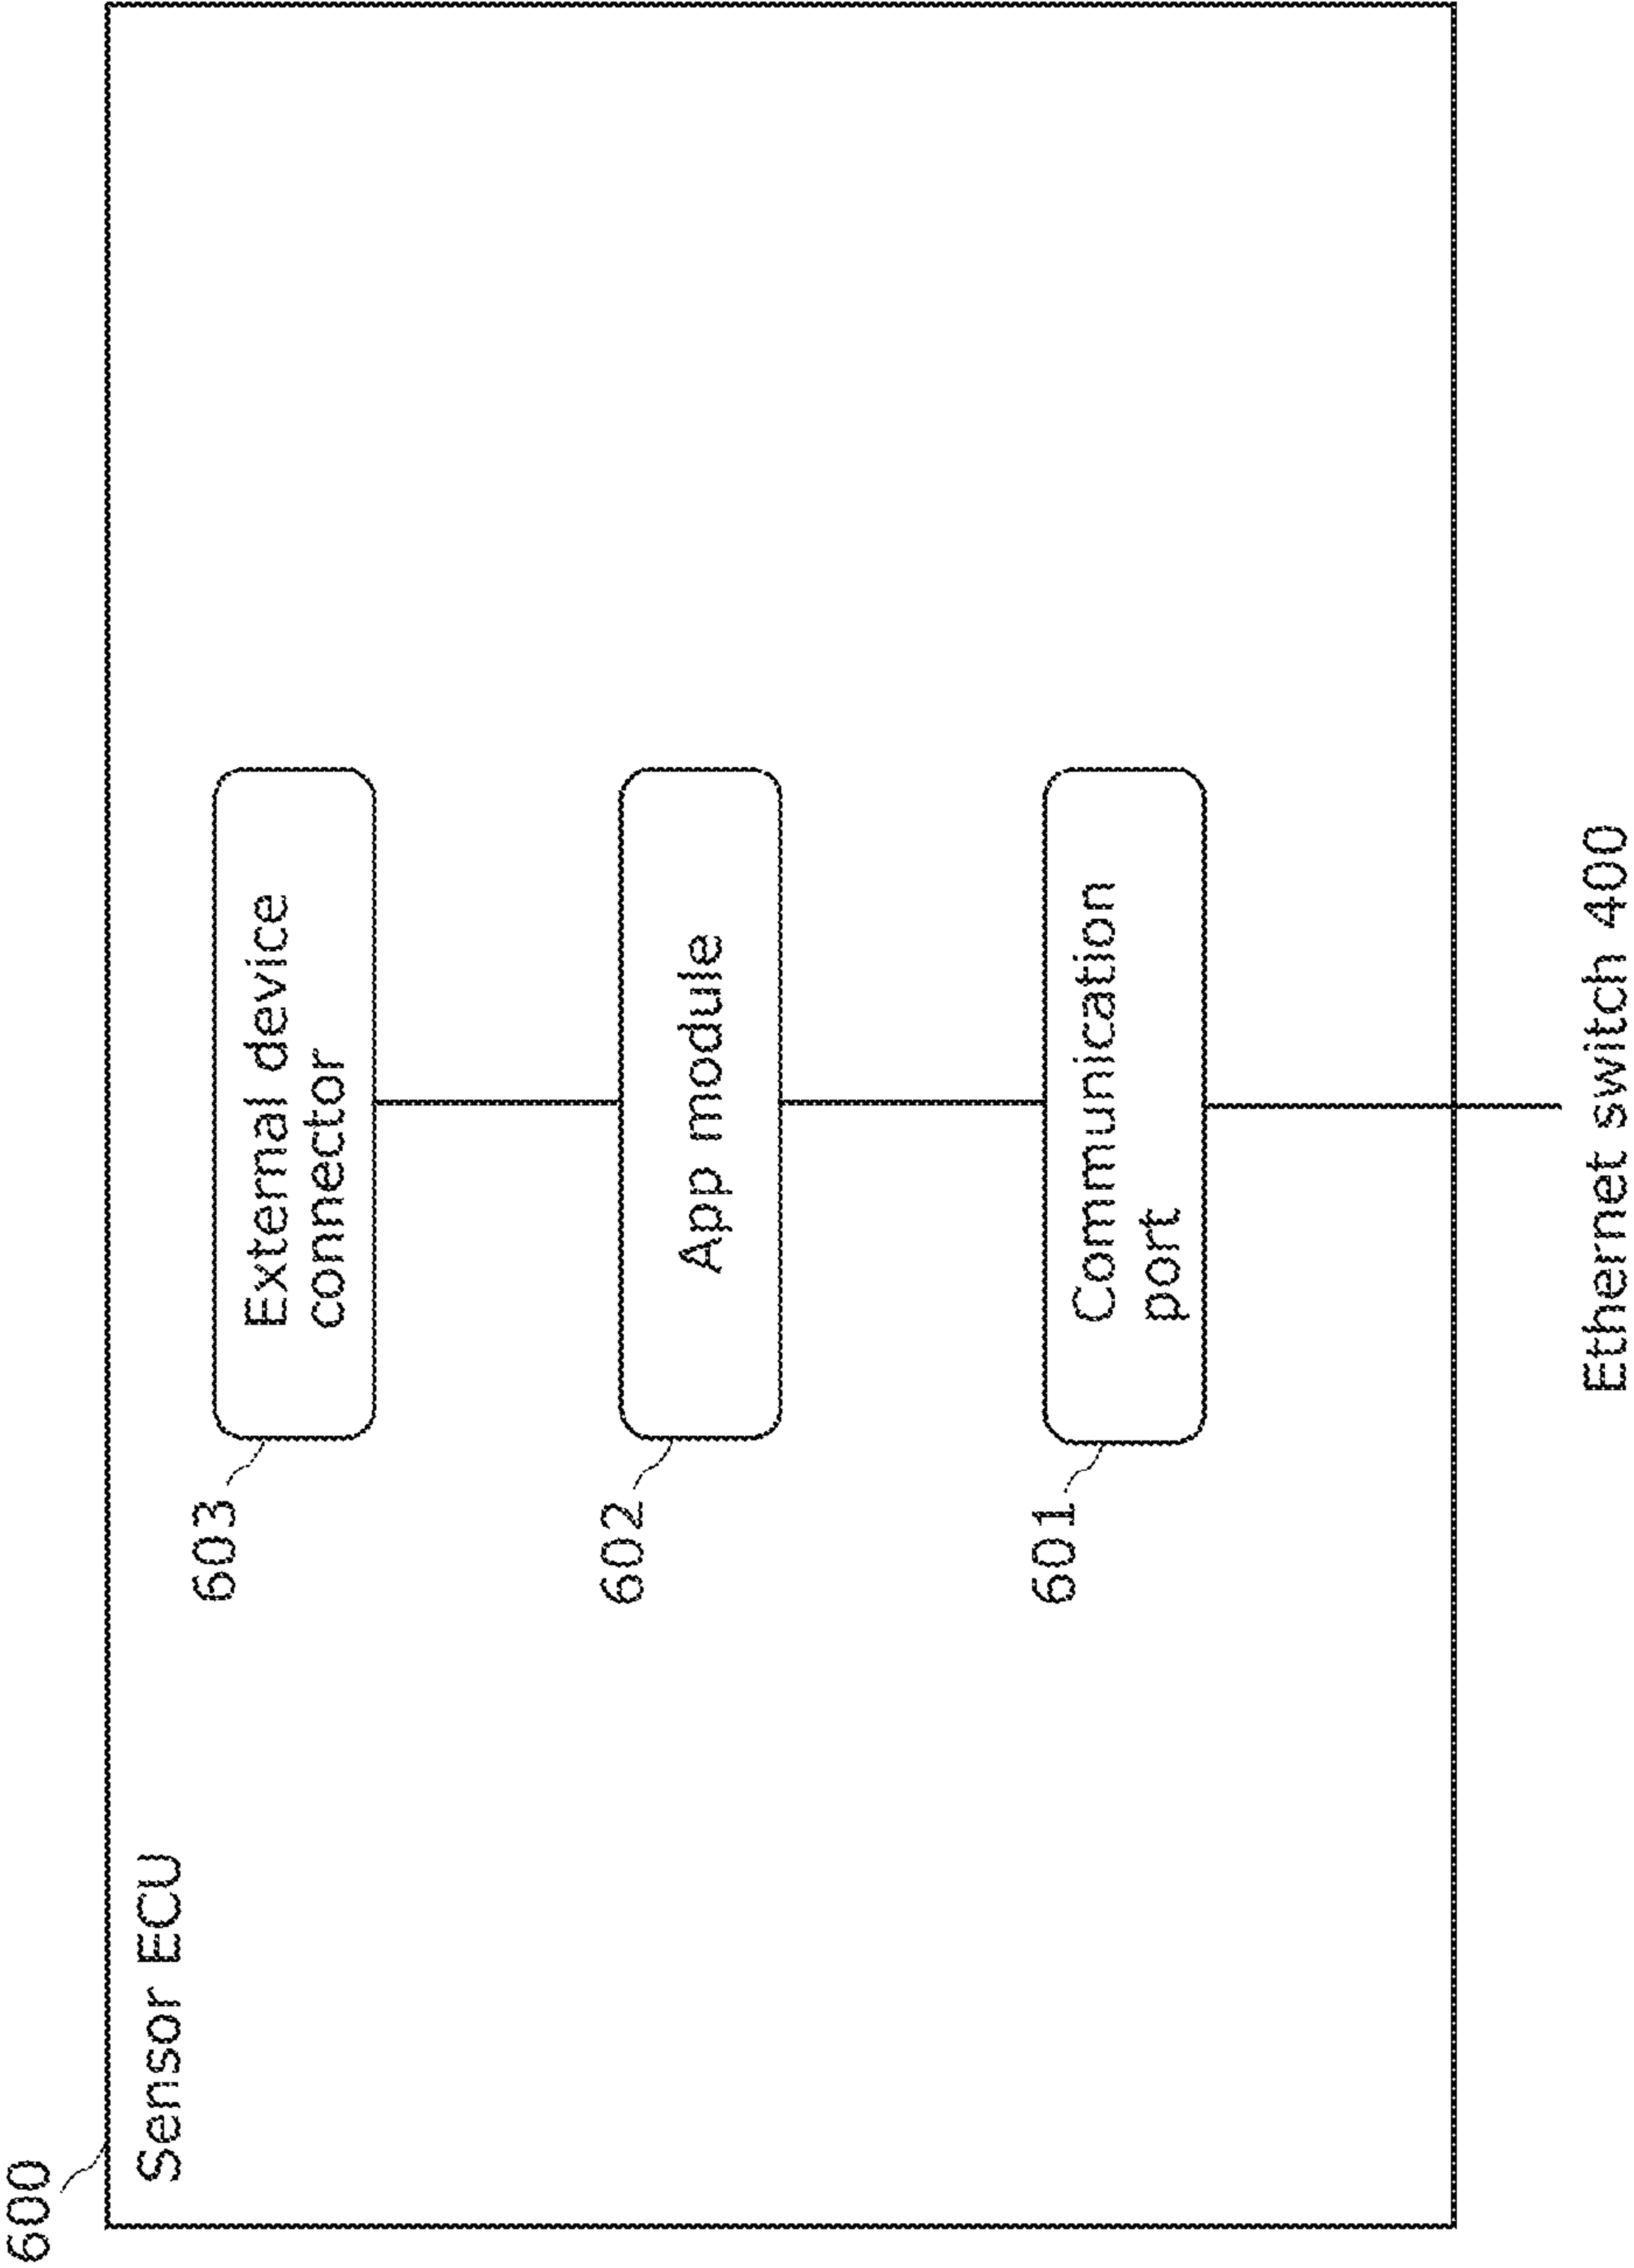 600
Sensor ECU
603
External device
connector
602
App module
601
Communication
port
Ethernet switch 400